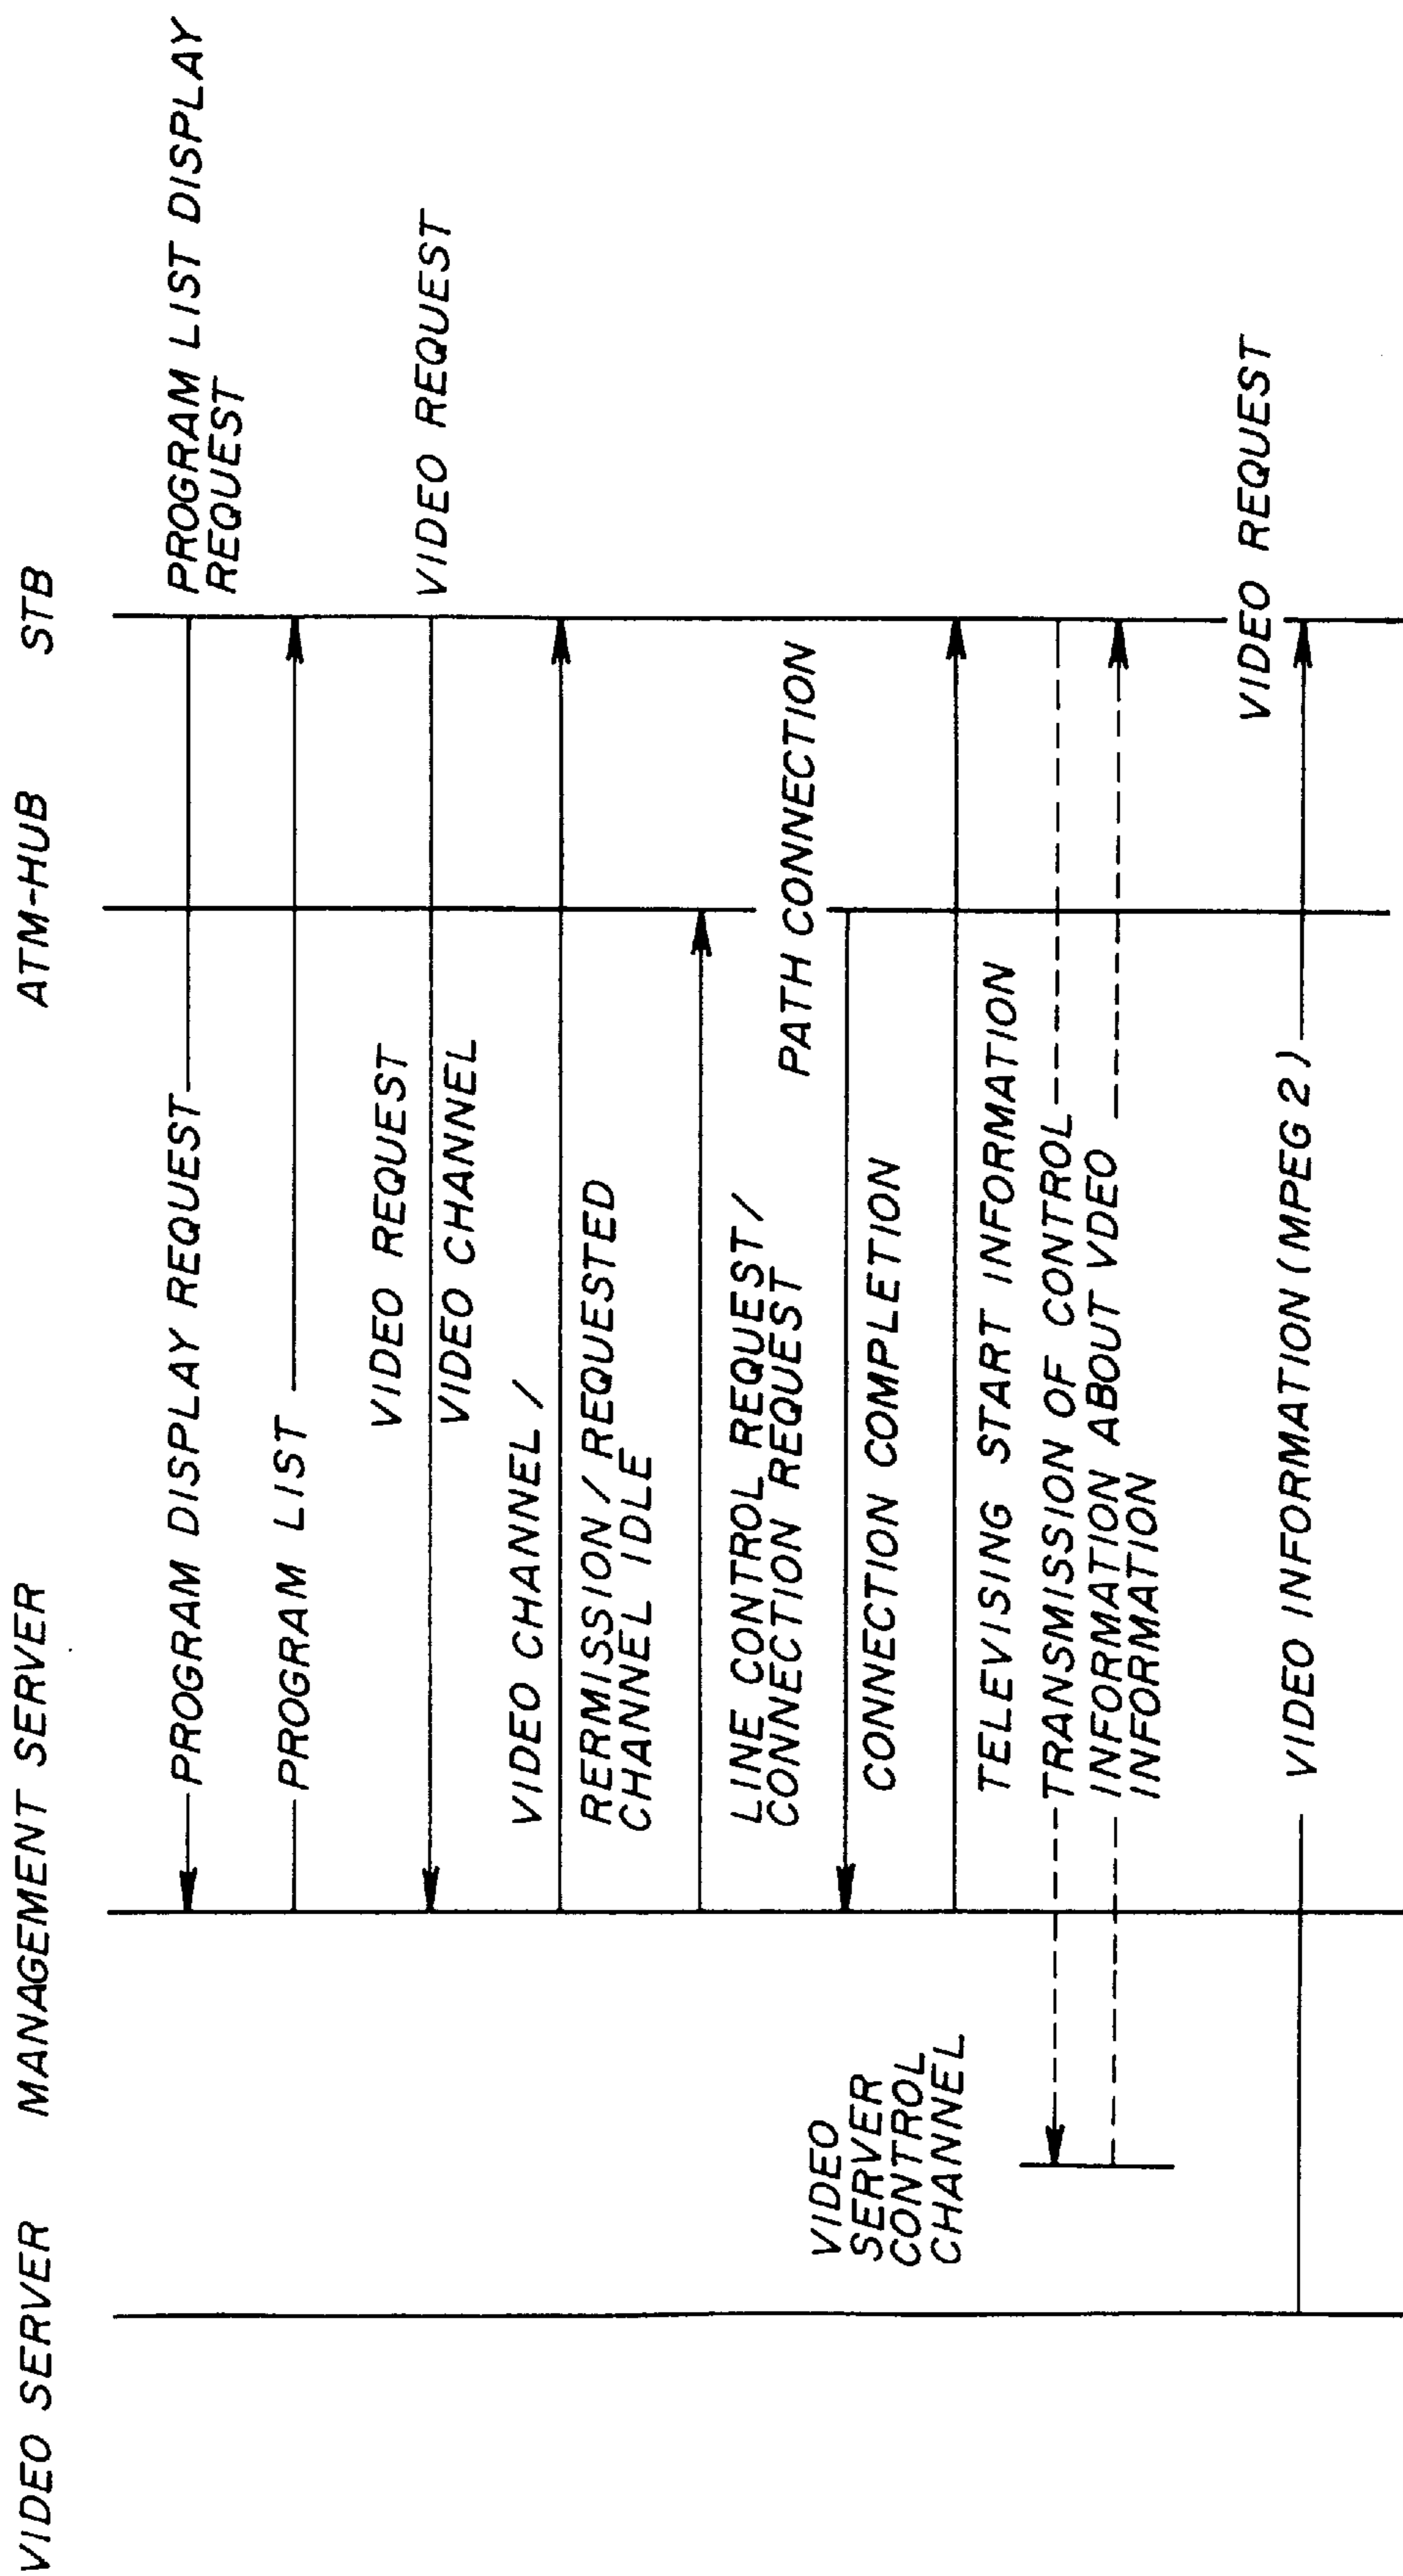 VIDEO SERVER
MANAGEMENT SERVER
ATM-HUB
STB
PROGRAM LIST DISPLAY
REQUEST
PROGRAM DISPLAY REQUEST
PROGRAM LIST
VIDEO REQUEST
VIDEO REQUEST
VIDEO CHANNEL
VIDEO CHANNEL /
RERMISSION / REQUESTED
CHANNEL IDLE
LINE CONTROL REQUEST /
CONNECTION REQUEST
PATH CONNECTION
CONNECTION COMPLETION
VIDEO
SERVER
CONTROL
CHANNEL
TELEVISING START INFORMATION
TRANSMISSION OF CONTROL
INFORMATION ABOUT VDEO
INFORMATION
VIDEO REQUEST
VIDEO INFORMATION (MPEG 2)